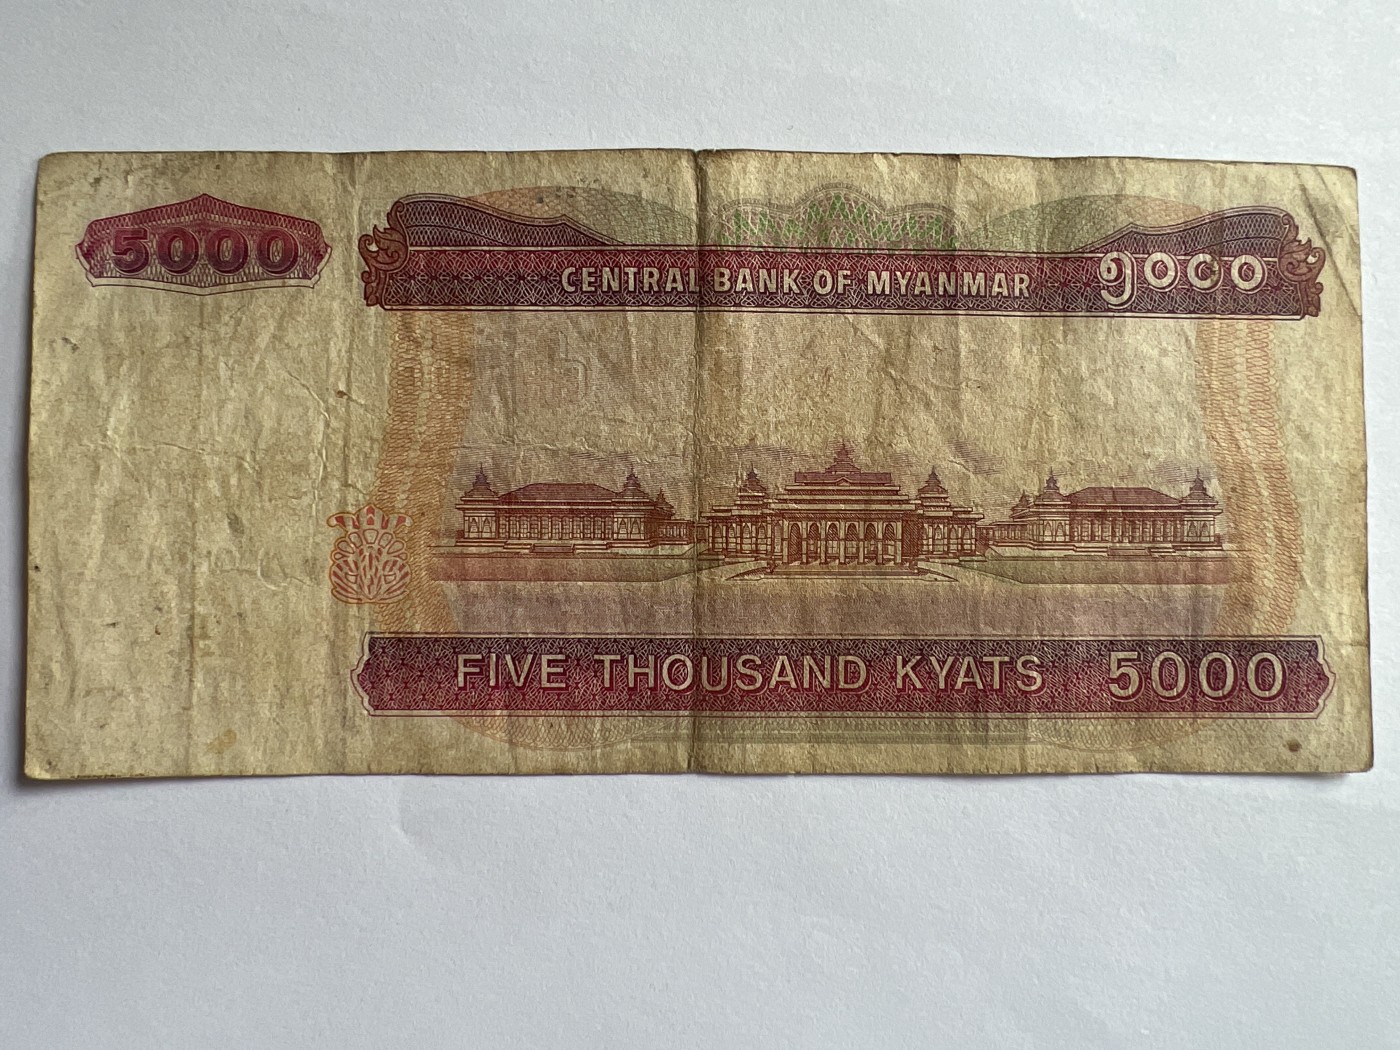 5000
CENTRAL BANK OF MYANMAR ၅၀၀၀
FIVE THOUSAND KYATS 5000